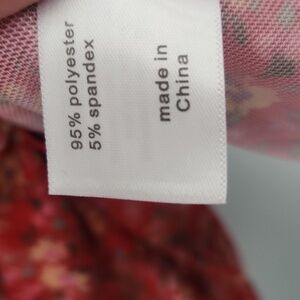 95% polyester
5% spandex
made in
China